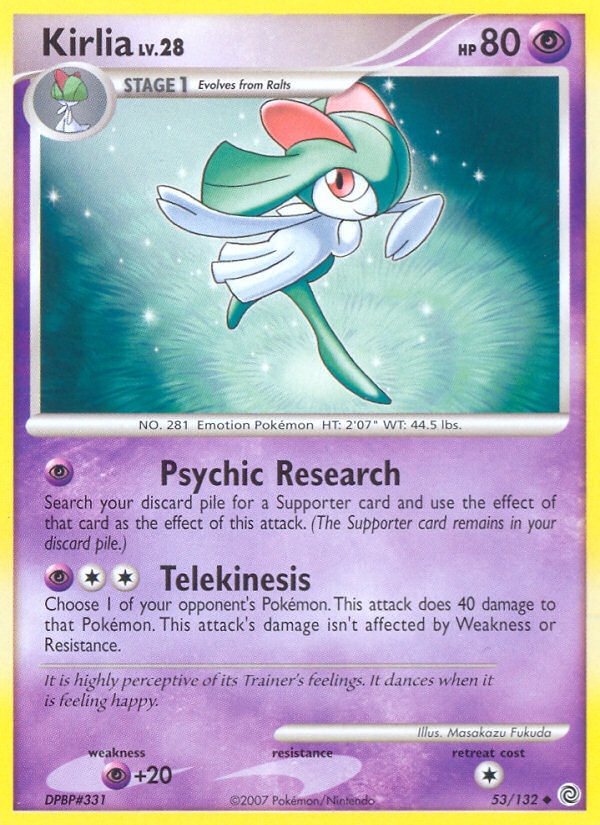 Kirlia LV.28 HP 80
STAGE 1 Evolves from Ralts
NO. 281 Emotion Pokémon HT: 2'07" WT: 44.5 lbs.
Psychic Research
Search your discard pile for a Supporter card and use the effect of
that card as the effect of this attack. (The Supporter card remains in your
discard pile.)
Telekinesis
Choose 1 of your opponent's Pokémon. This attack does 40 damage to
that Pokémon. This attack's damage isn't affected by Weakness or
Resistance.
It is highly perceptive of its Trainer's feelings. It dances when it
is feeling happy.
Illus. Masakazu Fukuda
weakness resistance retreat cost
+20
DPBP#331 ©2007 Pokémon/Nintendo 53/132